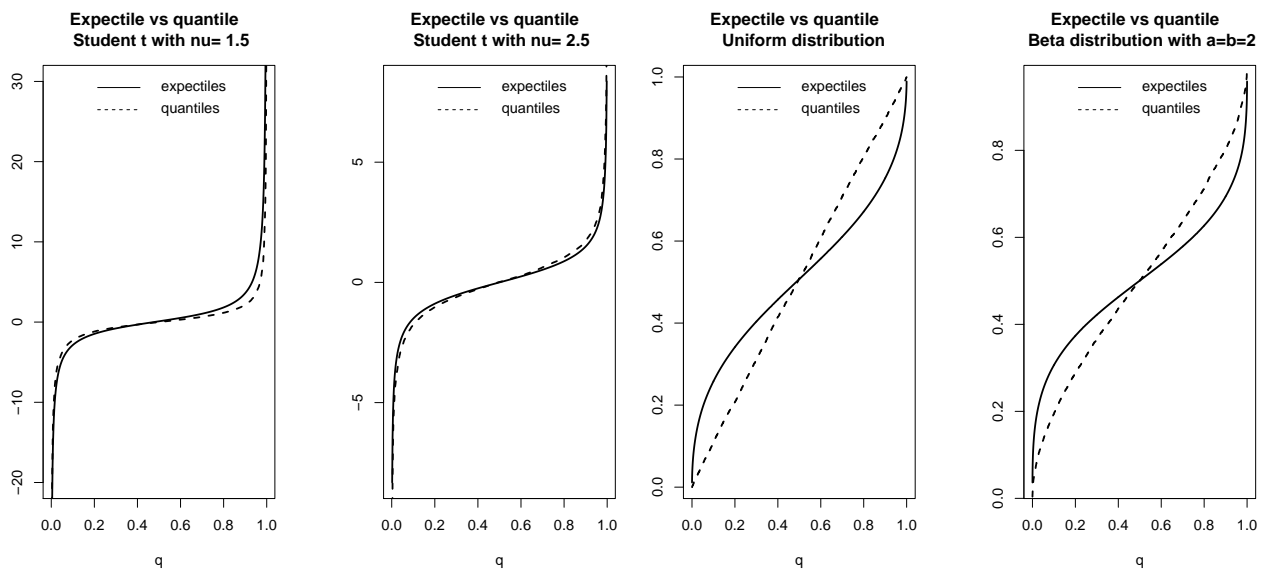 Expectile vs quantile
Student t with nu= 1.5
expectiles
quantiles
30
20
10
0
−10
−20
0.0 0.2 0.4 0.6 0.8 1.0
q
Expectile vs quantile
Student t with nu= 2.5
expectiles
quantiles
5
0
−5
0.0 0.2 0.4 0.6 0.8 1.0
q
Expectile vs quantile
Uniform distribution
expectiles
quantiles
1.0
0.8
0.6
0.4
0.2
0.0
0.0 0.2 0.4 0.6 0.8 1.0
q
Expectile vs quantile
Beta distribution with a=b=2
expectiles
quantiles
0.8
0.6
0.4
0.2
0.0
0.0 0.2 0.4 0.6 0.8 1.0
q